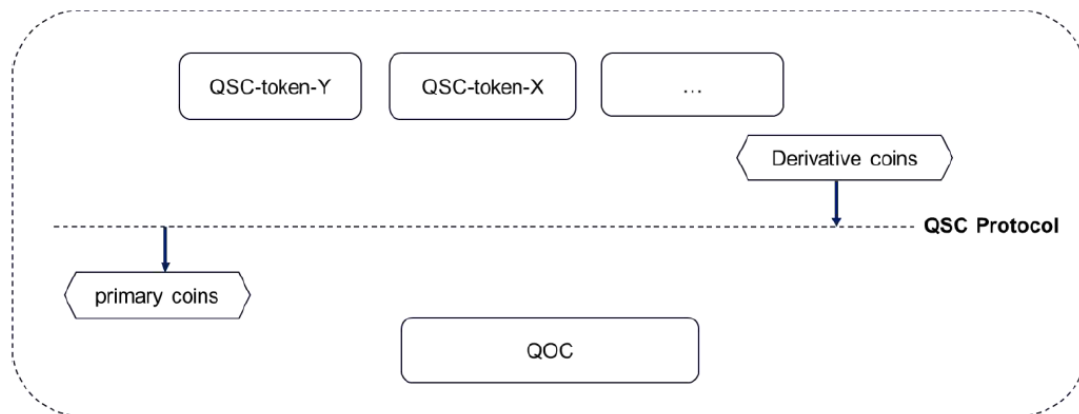 QSC-token-Y
QSC-token-X
...
Derivative coins
QSC Protocol
primary coins
QOC